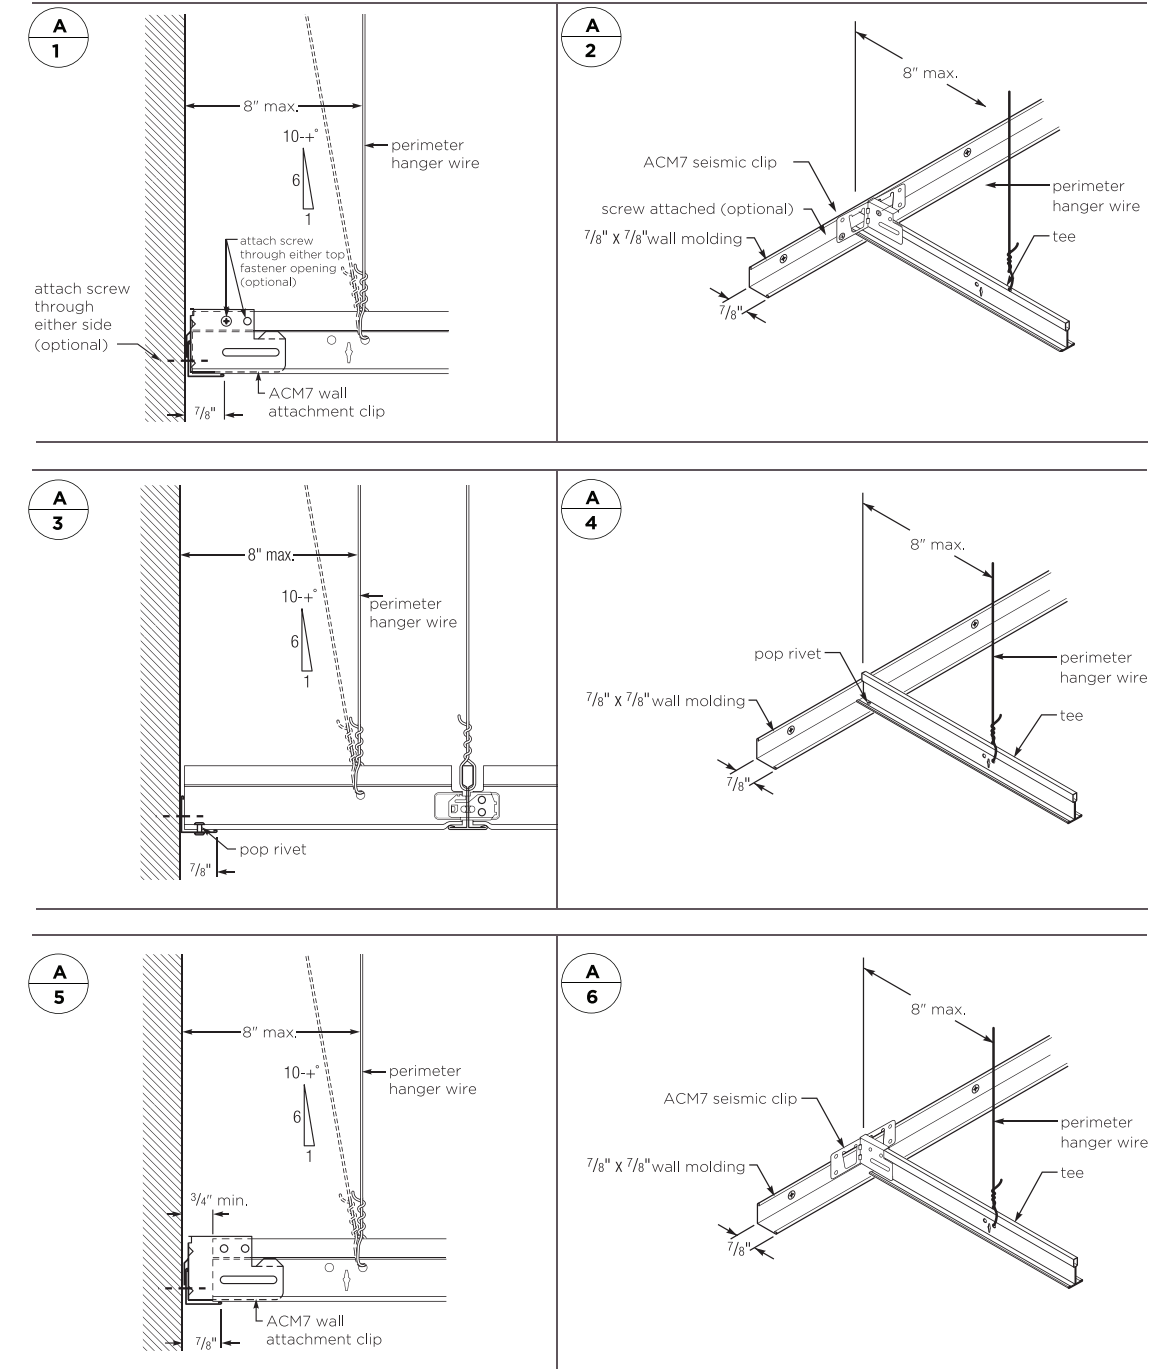 A
1
8" max.
10-+°
6
1
perimeter
hanger wire
attach screw
through either top
fastener opening
(optional)
attach screw
through
either side
(optional)
ACM7 wall
attachment clip
7/8"
A
2
8" max.
ACM7 seismic clip
screw attached (optional)
7/8" X 7/8" wall molding
perimeter
hanger wire
tee
7/8"
A
3
8" max.
10-+°
6
1
perimeter
hanger wire
pop rivet
7/8"
A
4
8" max.
pop rivet
7/8" X 7/8" wall molding
perimeter
hanger wire
tee
7/8"
A
5
8" max.
10-+°
6
1
perimeter
hanger wire
3/4" min.
ACM7 wall
attachment clip
7/8"
A
6
8" max.
ACM7 seismic clip
7/8" X 7/8" wall molding
perimeter
hanger wire
tee
7/8"